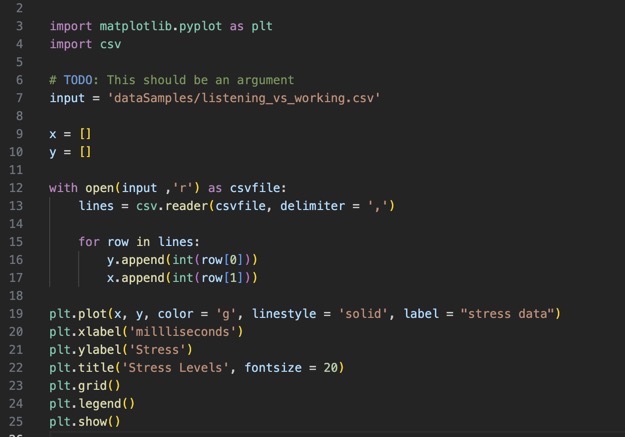 2
3 import matplotlib.pyplot as plt
4 import csv
5
6 # TODO: This should be an argument
7 input = 'dataSamples/listening_vs_working.csv'
8
9 x = []
10 y = []
11
12 with open(input ,'r') as csvfile:
13     lines = csv.reader(csvfile, delimiter = ',')
14
15     for row in lines:
16         y.append(int(row[0]))
17         x.append(int(row[1]))
18
19 plt.plot(x, y, color = 'g', linestyle = 'solid', label = "stress data")
20 plt.xlabel('millliseconds')
21 plt.ylabel('Stress')
22 plt.title('Stress Levels', fontsize = 20)
23 plt.grid()
24 plt.legend()
25 plt.show()